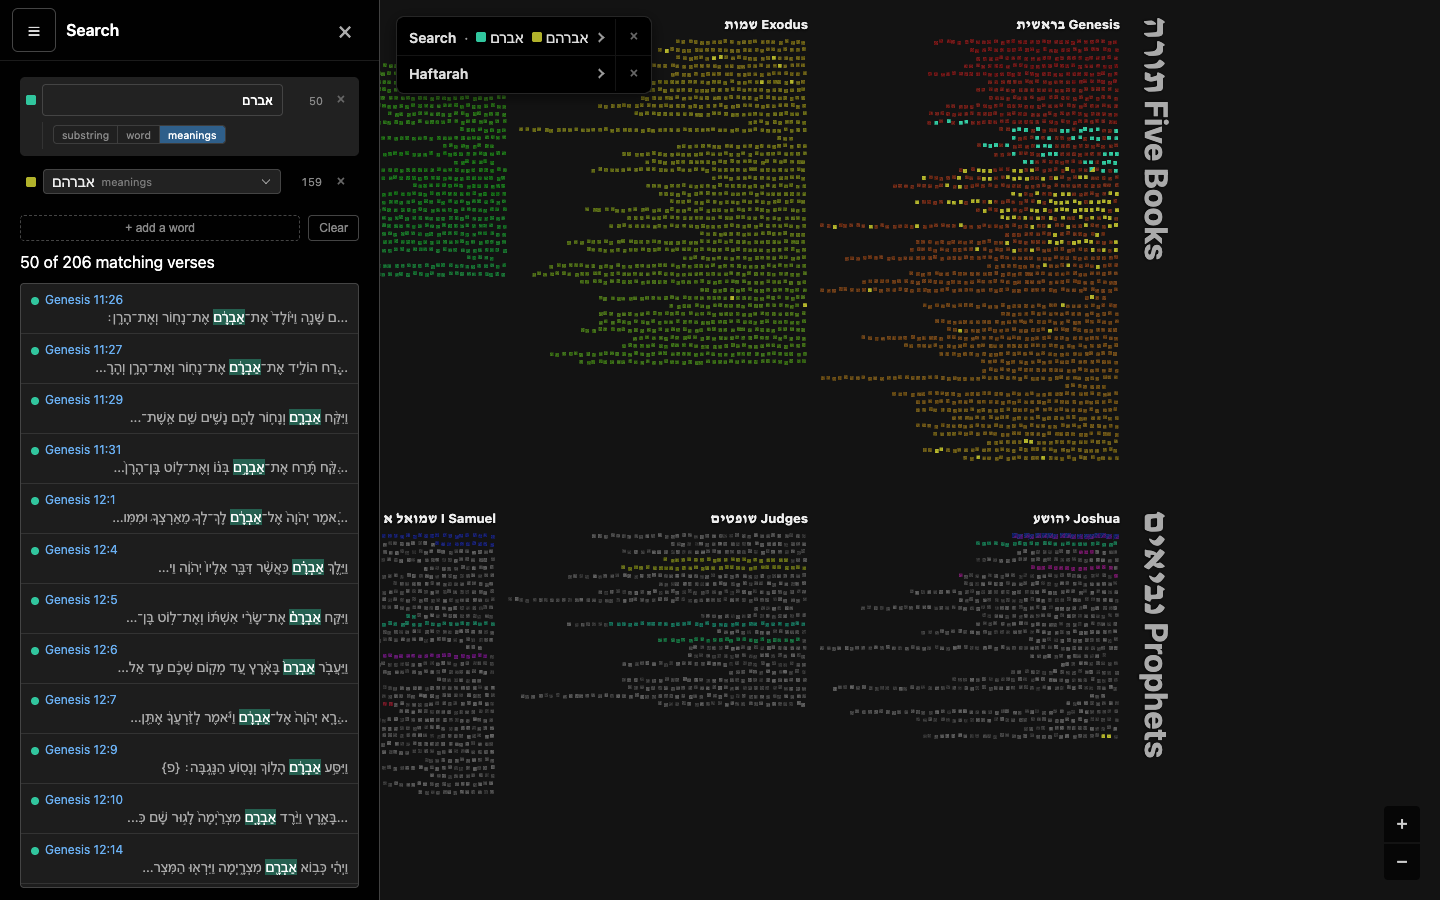 Search
אברם
50
substring word meanings
אברהם meanings
159
+ add a word
Clear
50 of 206 matching verses
Genesis 11:26
...ם שָׁנָה וַיּוֹלֶד אֶת־אַבְרָם אֶת־נָחוֹר וְאֶת־הָרָן׃
Genesis 11:27
...ֶרַח הוֹלִיד אֶת־אַבְרָם אֶת־נָחוֹר וְאֶת־הָרָן וְהָרָ...
Genesis 11:29
וַיִּקַּח אַבְרָם וְנָחוֹר לָהֶם נָשִׁים שֵׁם אֵשֶׁת־...
Genesis 11:31
...ִקַּח תֶּרַח אֶת־אַבְרָם בְּנוֹ וְאֶת־לוֹט בֶּן־הָרָן...
Genesis 12:1
...ֹאמֶר יְהוָה אֶל־אַבְרָם לֶךְ־לְךָ מֵאַרְצְךָ וּמִמּוֹ...
Genesis 12:4
וַיֵּלֶךְ אַבְרָם כַּאֲשֶׁר דִּבֶּר אֵלָיו יְהוָה וַי...
Genesis 12:5
וַיִּקַּח אַבְרָם אֶת־שָׂרַי אִשְׁתּוֹ וְאֶת־לוֹט בֶּן־...
Genesis 12:6
וַיַּעֲבֹר אַבְרָם בָּאָרֶץ עַד מְקוֹם שְׁכֶם עַד אֵל...
Genesis 12:7
...ֵרָא יְהוָה אֶל־אַבְרָם וַיֹּאמֶר לְזַרְעֲךָ אֶתֵּן...
Genesis 12:9
וַיִּסַּע אַבְרָם הָלוֹךְ וְנָסוֹעַ הַנֶּגְבָּה׃ {פ}
Genesis 12:10
...בָּאָרֶץ וַיֵּרֶד אַבְרָם מִצְרַיְמָה לָגוּר שָׁם כִּ...
Genesis 12:14
וַיְהִי כְּבוֹא אַבְרָם מִצְרָיְמָה וַיִּרְאוּ הַמִּצְר...
Search · אברם אברהם
Haftarah
שמות Exodus
בראשית Genesis
תורה Five Books
שמואל א I Samuel
שופטים Judges
יהושע Joshua
נביאים Prophets
+
−